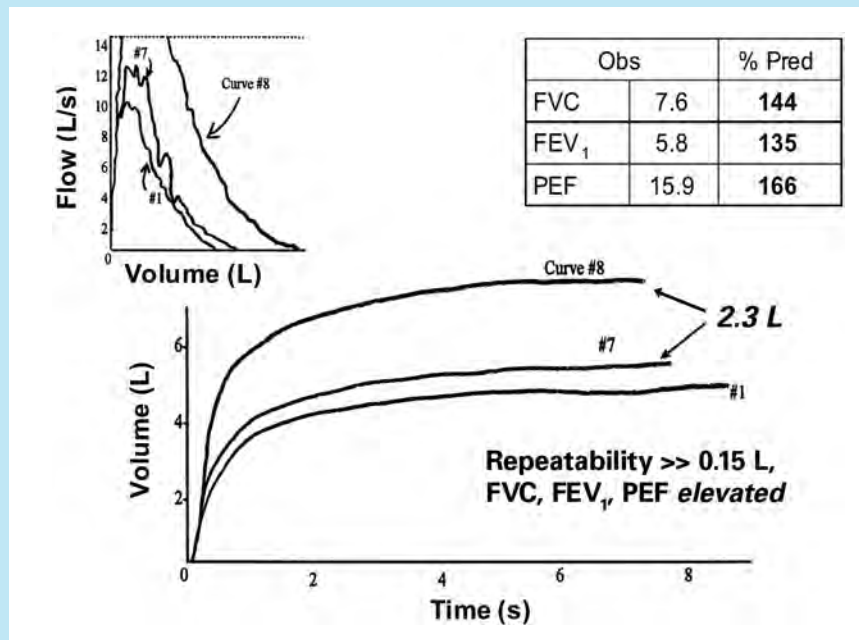 14
12
10
8
6
4
2
0
Flow (L/s)
Volume (L)
#7
Curve #8
#1
Obs % Pred
FVC 7.6 144
FEV1 5.8 135
PEF 15.9 166
Curve #8
2.3 L
#7
#1
6
4
2
0
Volume (L)
Repeatability >> 0.15 L,
FVC, FEV1, PEF elevated
0 2 4 6 8
Time (s)